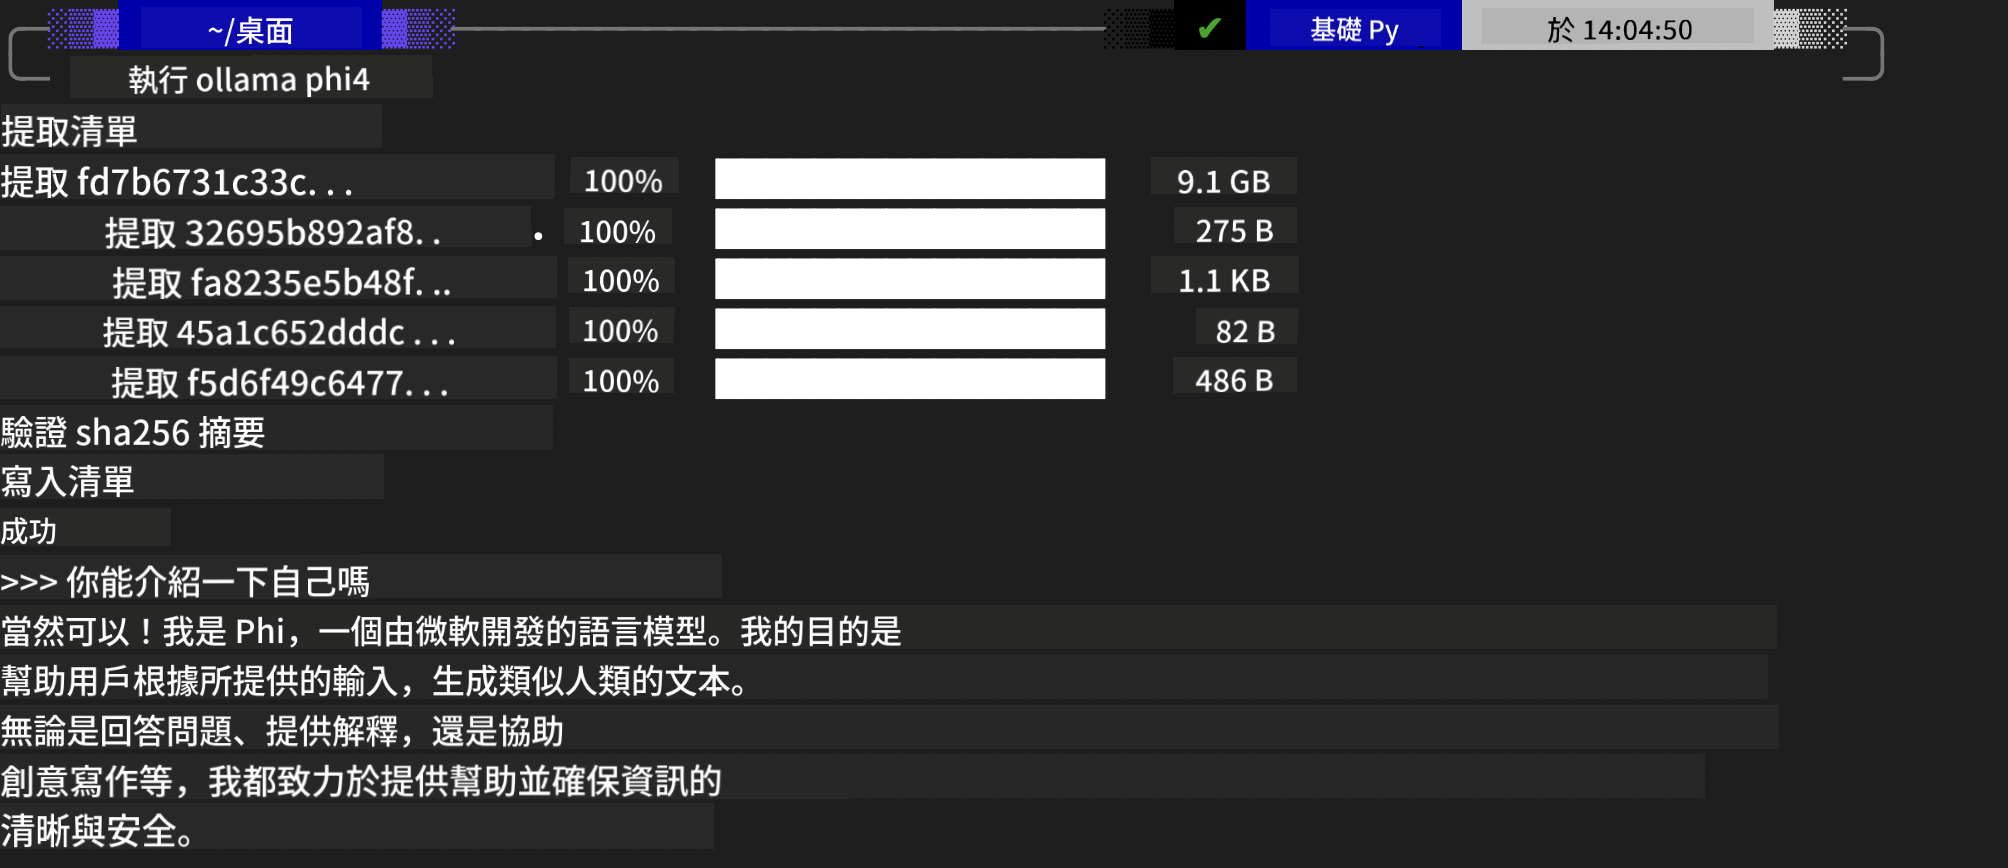 ~/桌面 ✔ 基礎 Py 於 14:04:50
執行 ollama phi4
提取清單
提取 fd7b6731c33c. . . 100% 9.1 GB
提取 32695b892af8. . . 100% 275 B
提取 fa8235e5b48f. .. 100% 1.1 KB
提取 45a1c652dddc . . . 100% 82 B
提取 f5d6f49c6477. . . 100% 486 B
驗證 sha256 摘要
寫入清單
成功
>>> 你能介紹一下自己嗎
當然可以！我是 Phi，一個由微軟開發的語言模型。我的目的是
幫助用戶根據所提供的輸入，生成類似人類的文本。
無論是回答問題、提供解釋，還是協助
創意寫作等，我都致力於提供幫助並確保資訊的
清晰與安全。